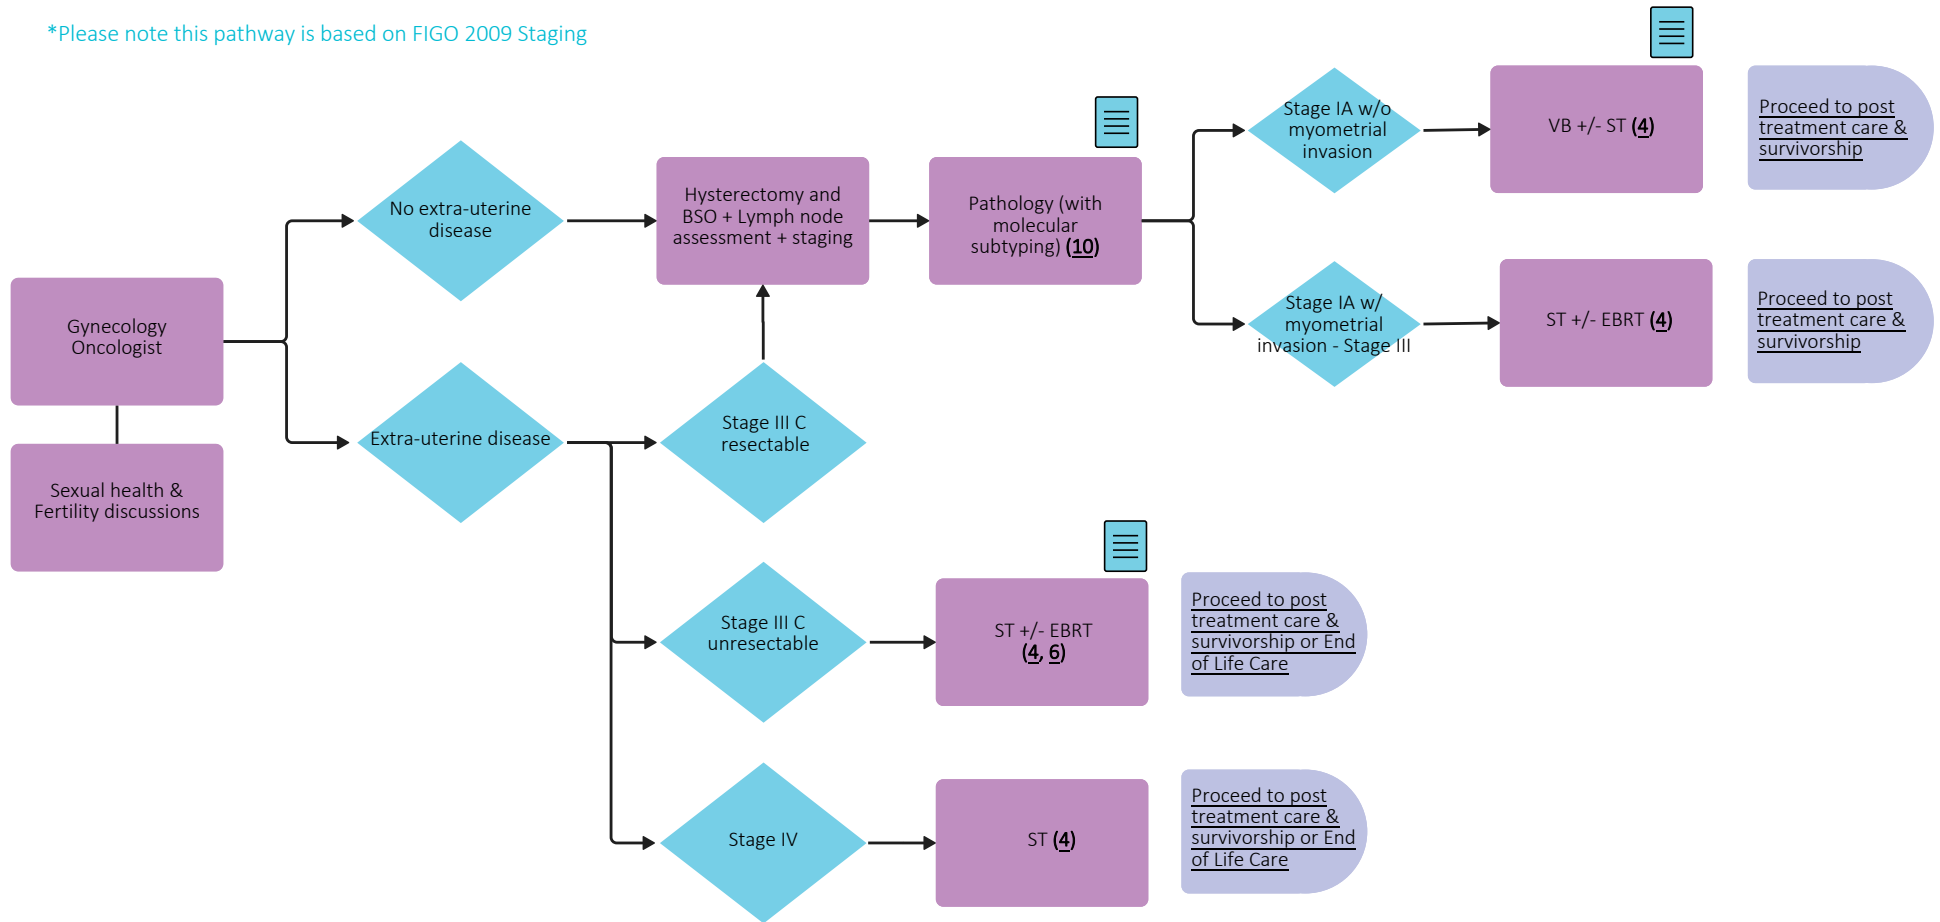 *Please note this pathway is based on FIGO 2009 Staging
Gynecology
Oncologist
Sexual health &
Fertility discussions
No extra-uterine
disease
Extra-uterine disease
Hysterectomy and
BSO + Lymph node
assessment + staging
Pathology (with
molecular
subtyping) (10)
Stage IA w/o
myometrial
invasion
VB +/- ST (4)
Proceed to post
treatment care &
survivorship
Stage IA w/
myometrial
invasion - Stage III
ST +/- EBRT (4)
Proceed to post
treatment care &
survivorship
Stage III C
resectable
Stage III C
unresectable
ST +/- EBRT
(4, 6)
Proceed to post
treatment care &
survivorship or End
of Life Care
Stage IV
ST (4)
Proceed to post
treatment care &
survivorship or End
of Life Care